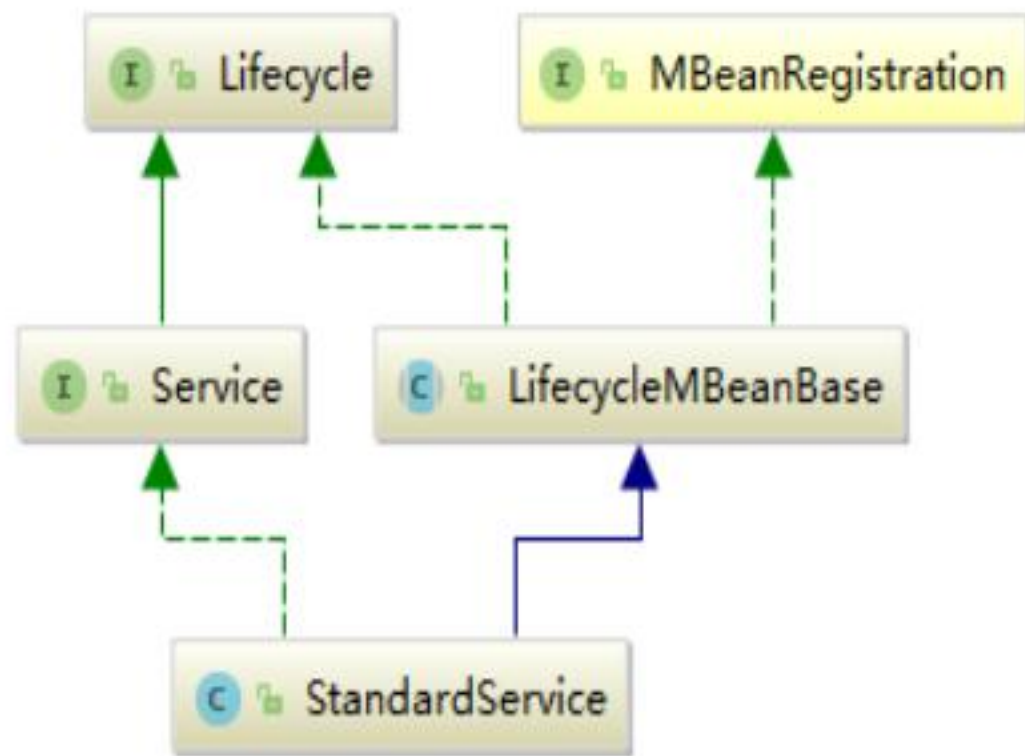 I Lifecycle
I MBeanRegistration
I Service
C LifecycleMBeanBase
C StandardService